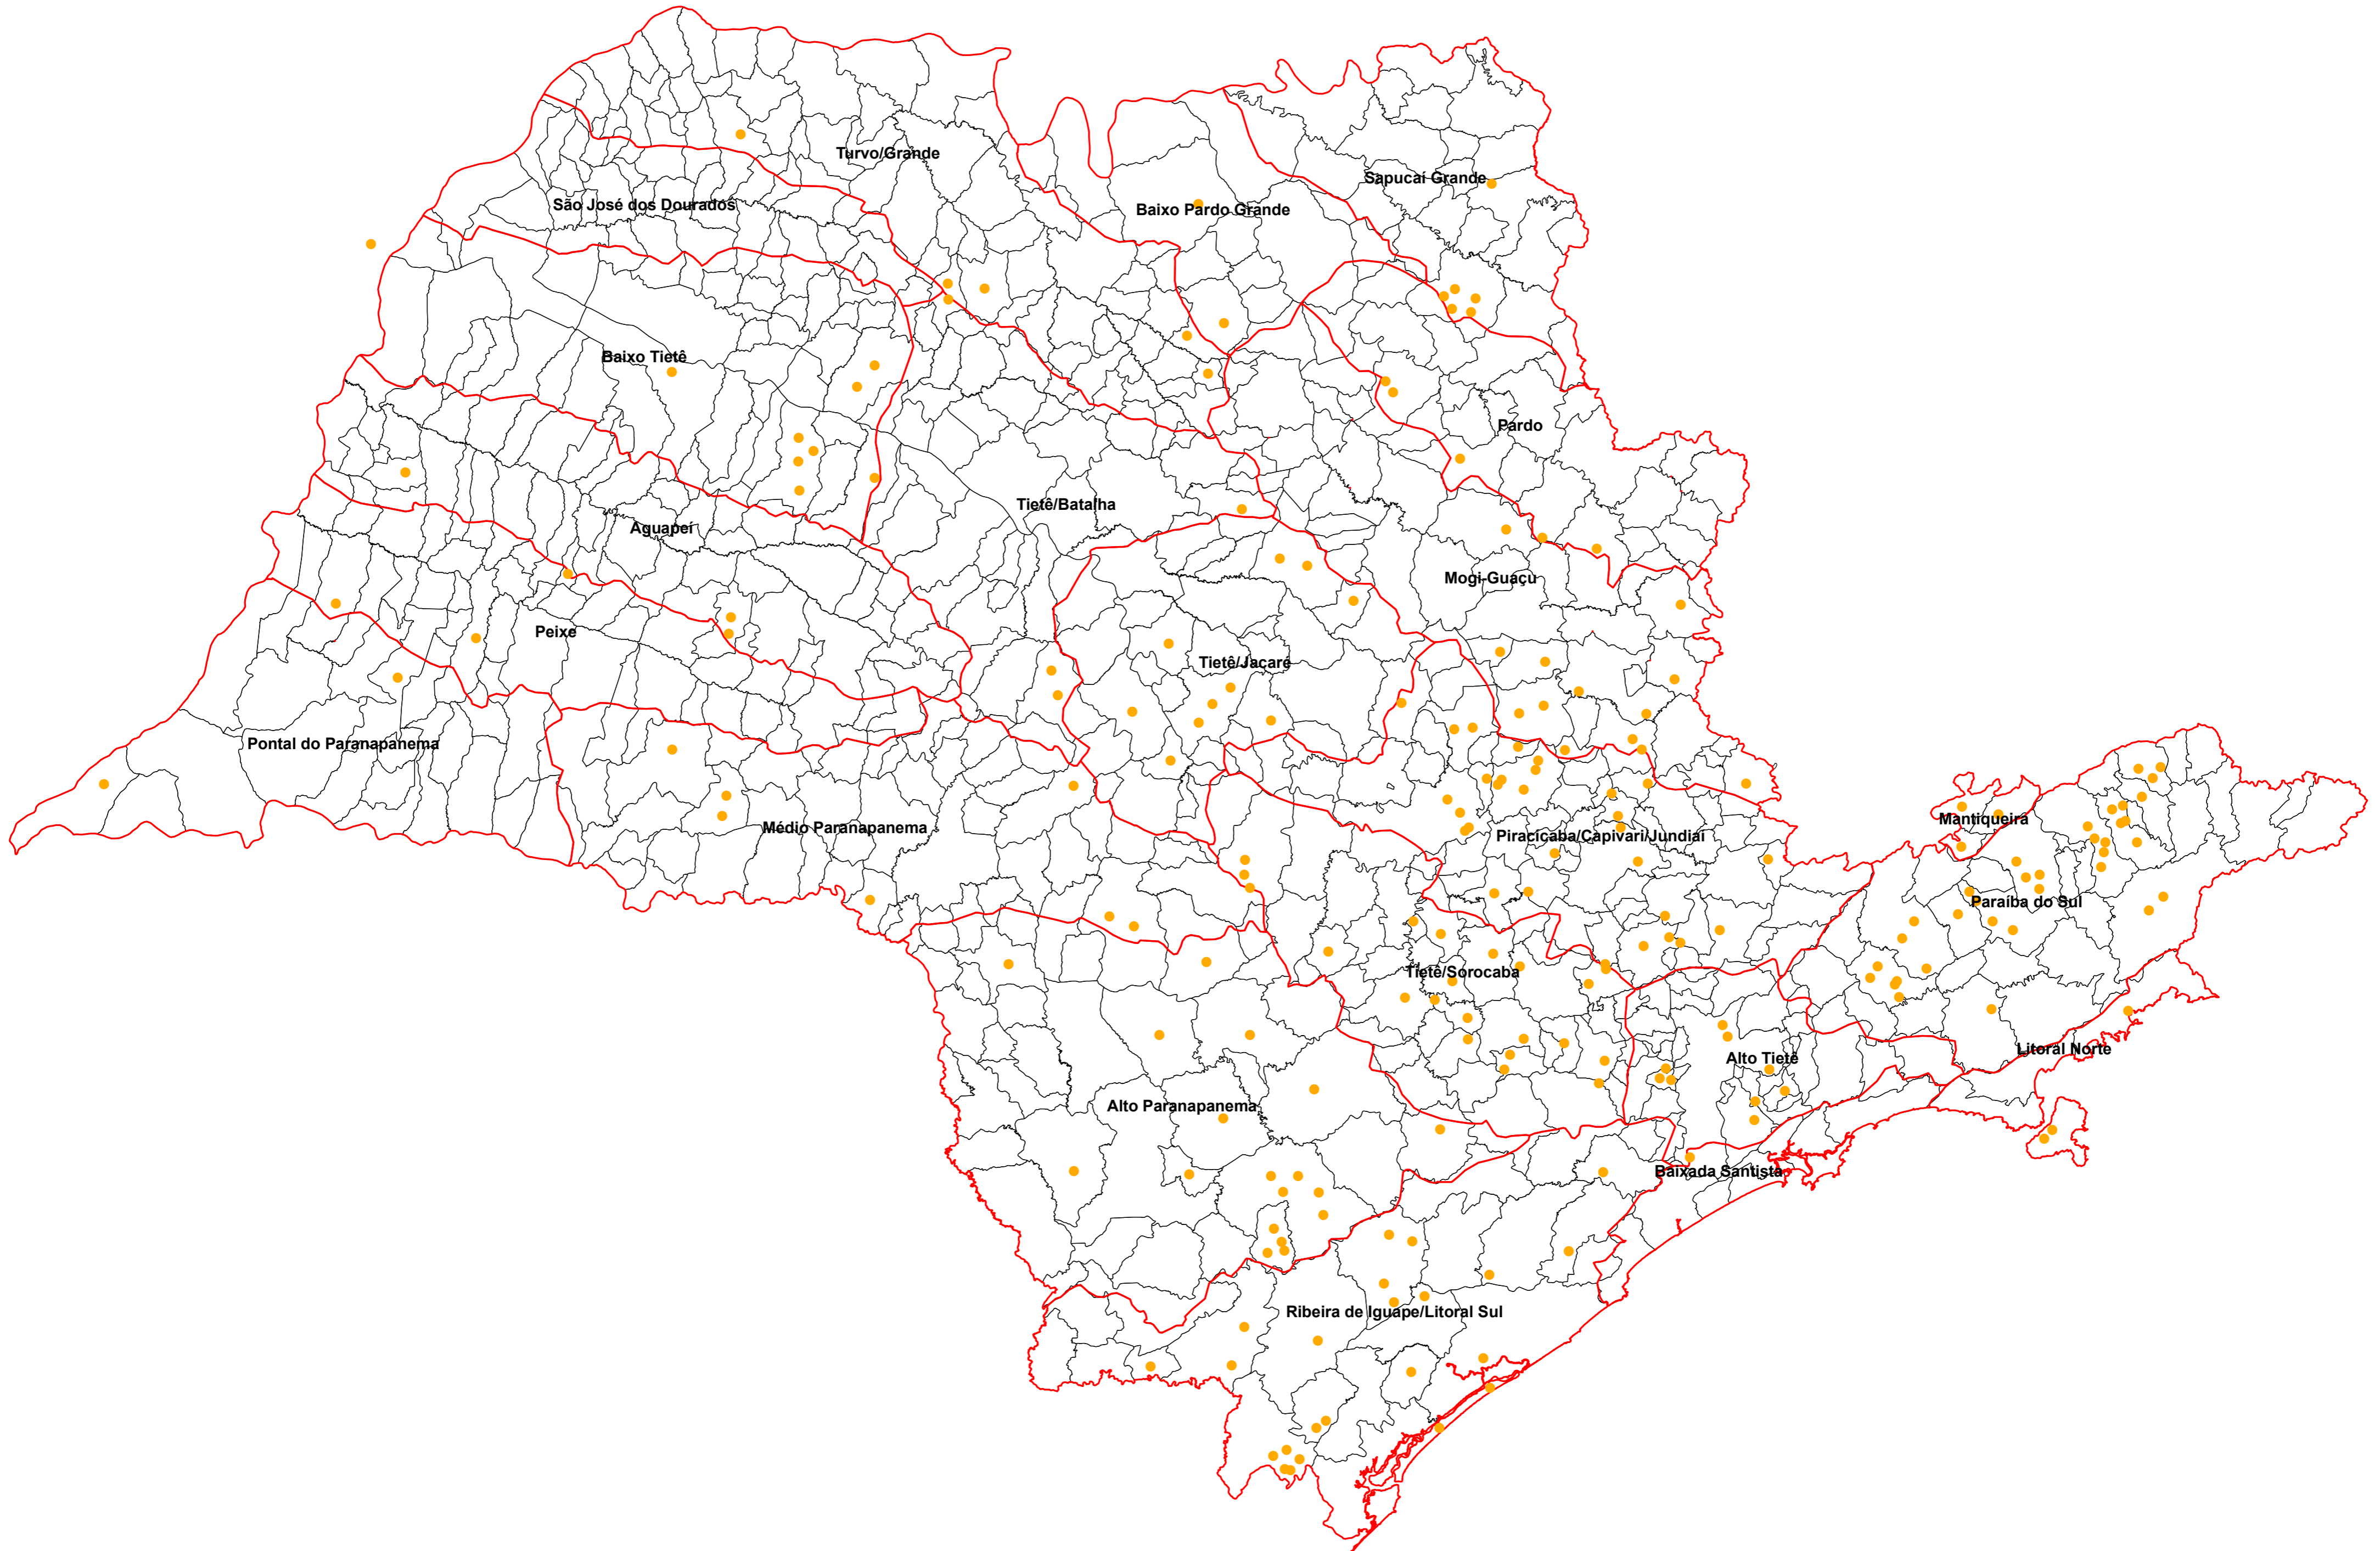 Turvo/Grande
Sapucaí Grande
São José dos Dourados
Baixo Pardo Grande
Baixo Tietê
Pardo
Tietê/Batalha
Aguapeí
Mogi-Guaçu
Peixe
Tietê/Jacaré
Pontal do Paranapanema
Mantiqueira
Médio Paranapanema
Piracicaba/Capivari/Jundiaí
Paraíba do Sul
Tietê/Sorocaba
Litoral Norte
Alto Tietê
Alto Paranapanema
Baixada Santista
Ribeira de Iguape/Litoral Sul